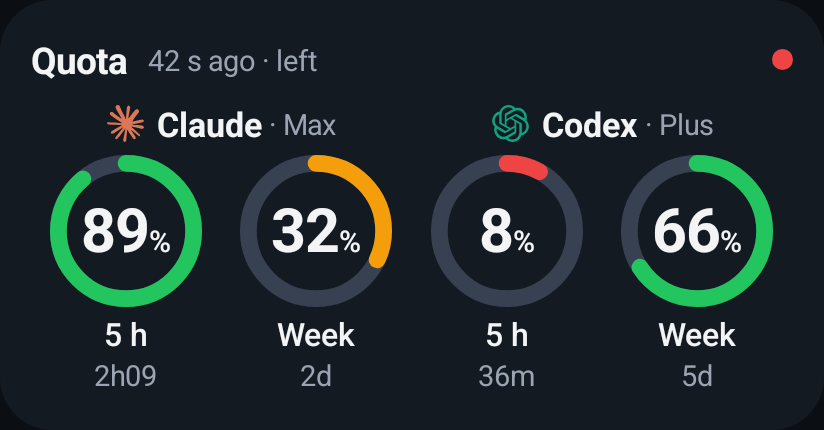 Quota 42 s ago · left
Claude · Max
Codex · Plus
89%
32%
8%
66%
5 h
Week
5 h
Week
2h09
2d
36m
5d